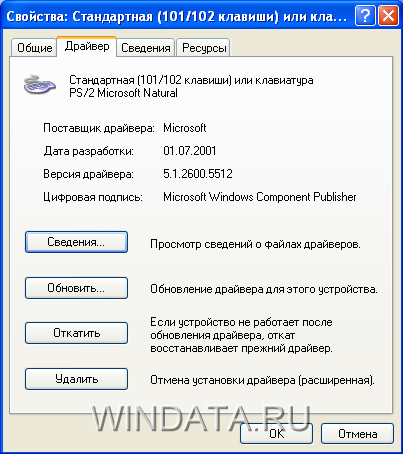 Свойства: Стандартная (101/102 клавиши) или кла...
Общие Драйвер Сведения Ресурсы
Стандартная (101/102 клавиши) или клавиатура
PS/2 Microsoft Natural
Поставщик драйвера: Microsoft
Дата разработки: 01.07.2001
Версия драйвера: 5.1.2600.5512
Цифровая подпись: Microsoft Windows Component Publisher
Сведения... Просмотр сведений о файлах драйверов.
Обновить... Обновление драйвера для этого устройства.
Откатить Если устройство не работает после
обновления драйвера, откат
восстанавливает прежний драйвер.
Удалить Отмена установки драйвера (расширенная).
WINDATA.RU
OK Отмена